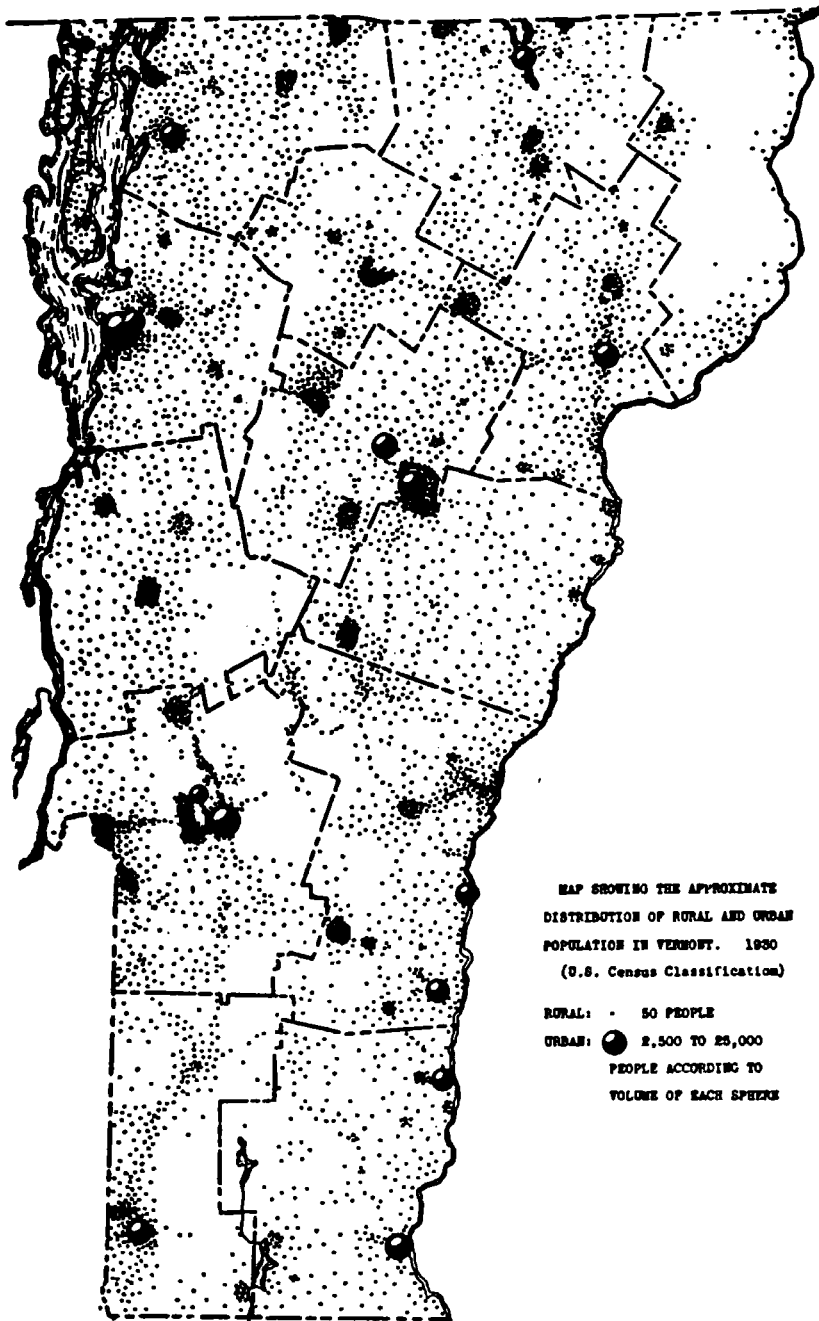 MAP SHOWING THE APPROXIMATE
DISTRIBUTION OF RURAL AND URBAN
POPULATION IN VERMONT. 1930
(U.S. Census Classification)
RURAL: · 50 PEOPLE
URBAN: 2,500 TO 25,000
PEOPLE ACCORDING TO
VOLUME OF EACH SPHERE